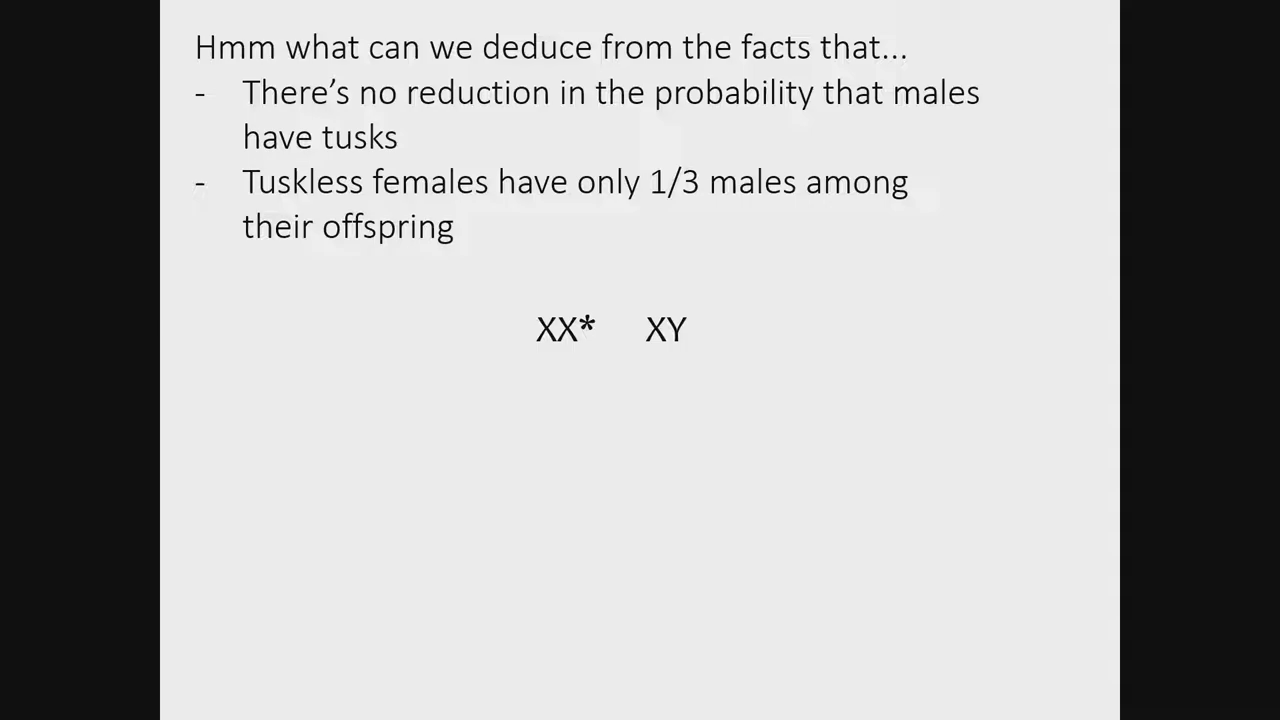 Hmm what can we deduce from the facts that...
- There’s no reduction in the probability that males
have tusks
- Tuskless females have only 1/3 males among
their offspring
XX* XY